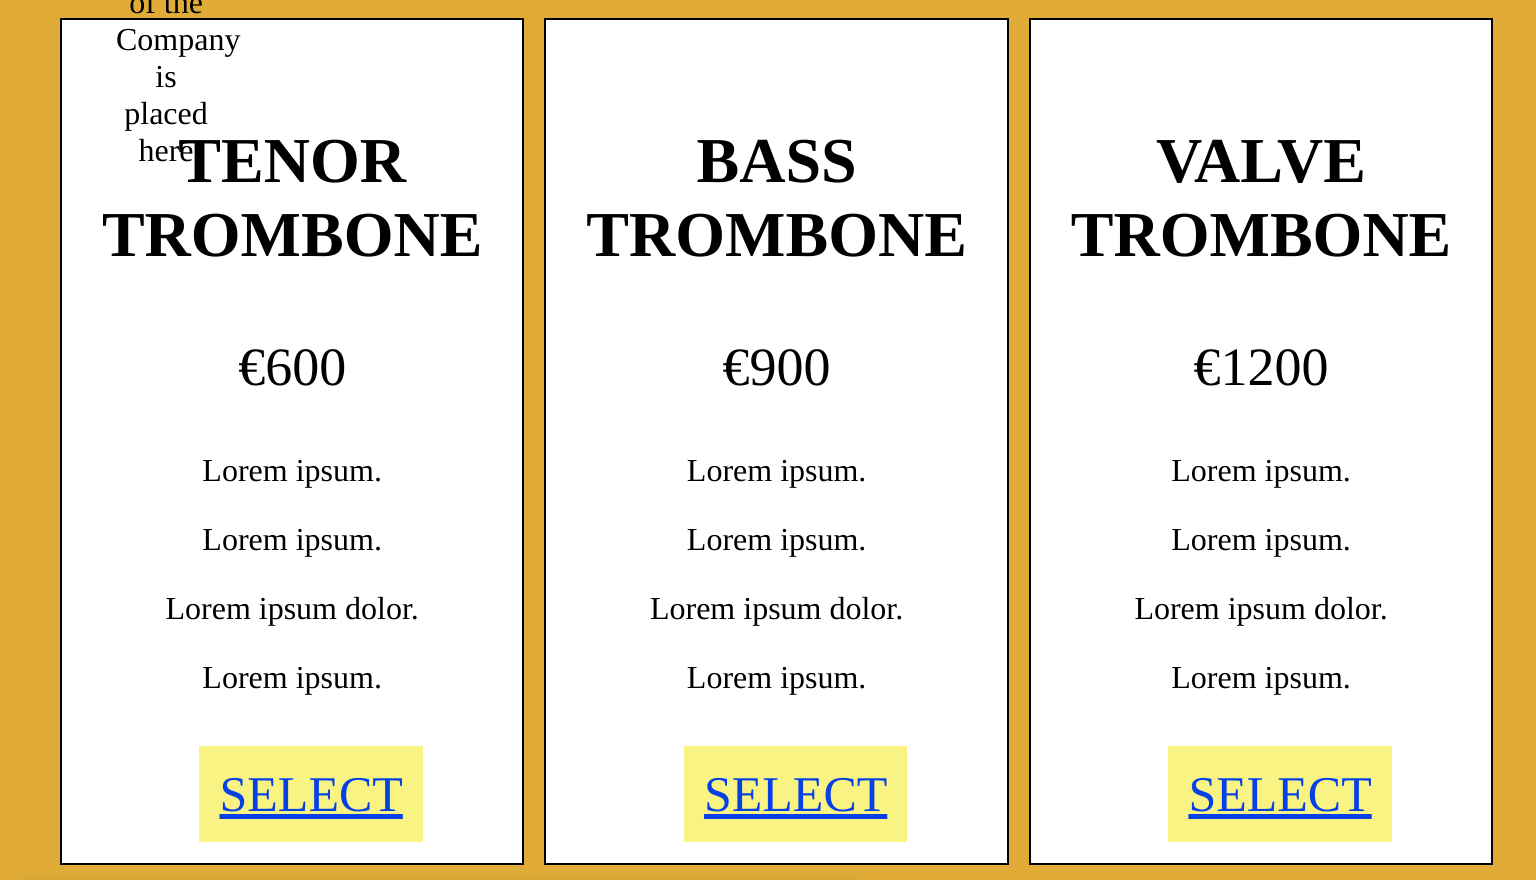 of the
Company
is
placed
here
TENOR
TROMBONE
€600
Lorem ipsum.
Lorem ipsum.
Lorem ipsum dolor.
Lorem ipsum.
SELECT
BASS
TROMBONE
€900
Lorem ipsum.
Lorem ipsum.
Lorem ipsum dolor.
Lorem ipsum.
SELECT
VALVE
TROMBONE
€1200
Lorem ipsum.
Lorem ipsum.
Lorem ipsum dolor.
Lorem ipsum.
SELECT